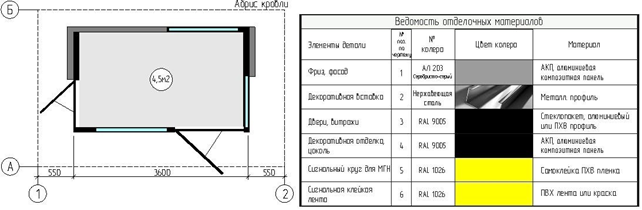 Абрис кровли
Б
4,5м2
А
550
3600
550
1
2
Ведомость отделочных материалов
Элементы детали
№ поз. по чертежу
№ колера
Цвет колера
Материал
Фриз, фасад
1
АЛ 203
Серебристо-серый
АКП, алюминиевая
композитная панель
Декоративная вставка
2
Нержавеющая
сталь
Металл. профиль
Двери, витражи
3
RAL 9005
Стеклопакет, алюминиевый
или ПХВ профиль
Декоративная отделка,
цоколь
4
RAL 9005
АКП, алюминиевая
композитная панель
Сигнальный круг для МГН
5
RAL 1026
Самоклейка ПХВ пленка
Сигнальная клейкая
лента
6
RAL 1026
ПВХ лента или краска